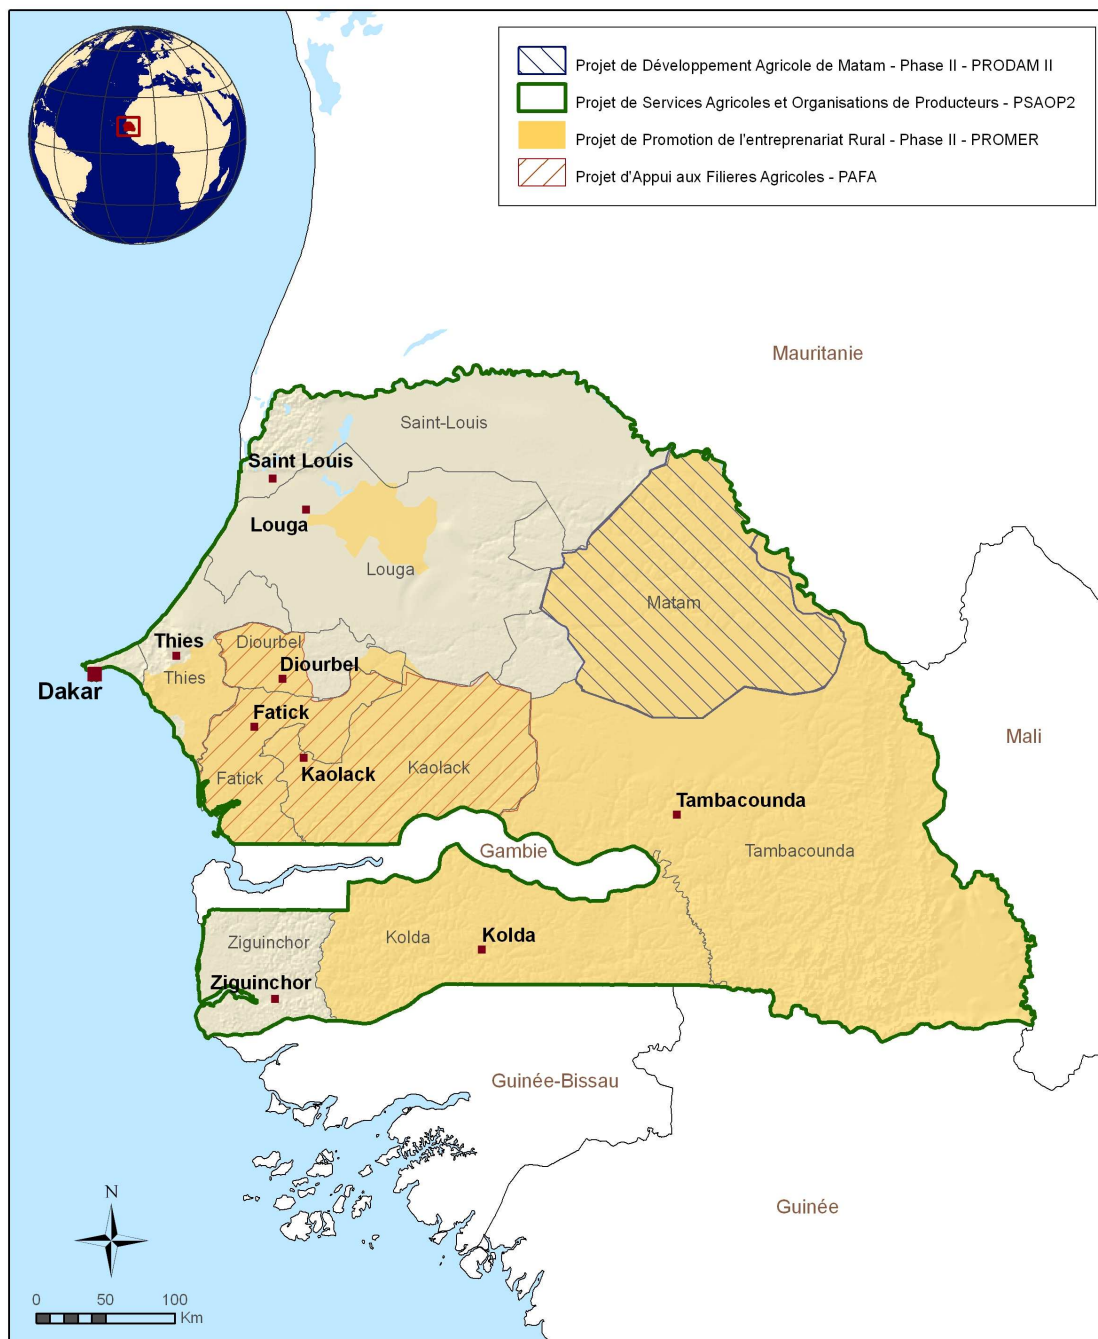 Projet de Développement Agricole de Matam - Phase II - PRODAM II
Projet de Services Agricoles et Organisations de Producteurs - PSAOP2
Projet de Promotion de l'entreprenariat Rural - Phase II - PROMER
Projet d'Appui aux Filieres Agricoles - PAFA
Mauritanie
Saint-Louis
Saint Louis
Louga
Louga
Matam
Thies
Diourbel
Diourbel
Thies
Dakar
Fatick
Mali
Kaolack
Kaolack
Fatick
Tambacounda
Gambie
Tambacounda
Ziguinchor
Kolda
Kolda
Ziguinchor
Guinée-Bissau
Guinée
N
0 50 100
Km